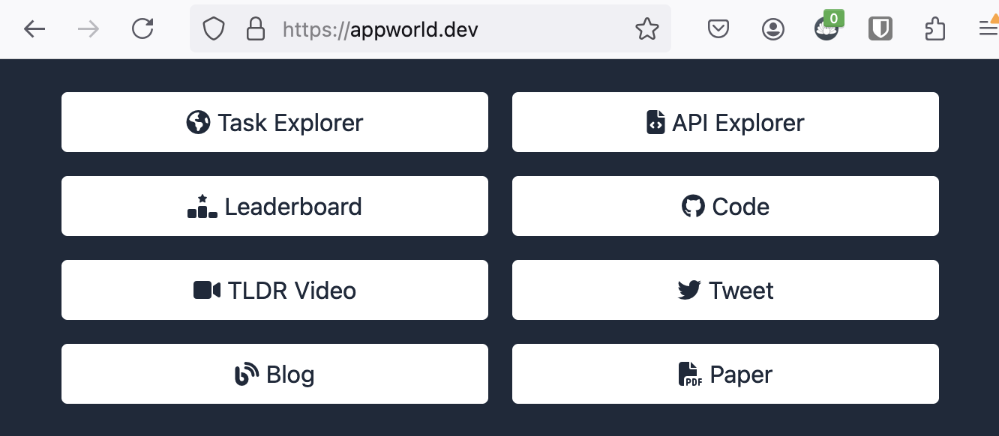 https://appworld.dev
0
Task Explorer
API Explorer
Leaderboard
Code
TLDR Video
Tweet
Blog
PDF Paper